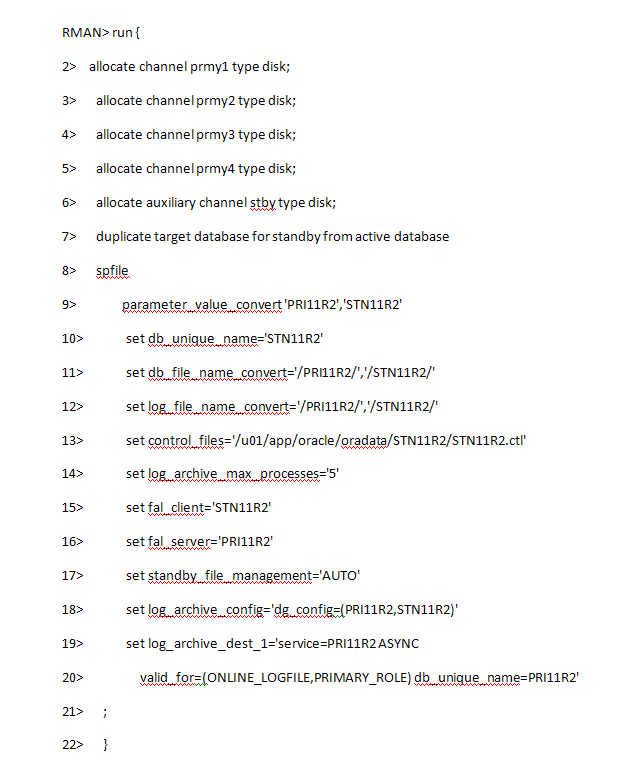 RMAN> run {
2> allocate channel prmy1 type disk;
3> allocate channel prmy2 type disk;
4> allocate channel prmy3 type disk;
5> allocate channel prmy4 type disk;
6> allocate auxiliary channel stby type disk;
7> duplicate target database for standby from active database
8> spfile
9> parameter_value_convert 'PRI11R2','STN11R2'
10> set db_unique_name='STN11R2'
11> set db_file_name_convert='/PRI11R2/','/STN11R2/'
12> set log_file_name_convert='/PRI11R2/','/STN11R2/'
13> set control_files='/u01/app/oracle/oradata/STN11R2/STN11R2.ctl'
14> set log_archive_max_processes='5'
15> set fal_client='STN11R2'
16> set fal_server='PRI11R2'
17> set standby_file_management='AUTO'
18> set log_archive_config='dg_config=(PRI11R2,STN11R2)'
19> set log_archive_dest_1='service=PRI11R2 ASYNC
20> valid_for=(ONLINE_LOGFILE,PRIMARY_ROLE) db_unique_name=PRI11R2'
21> ;
22> }